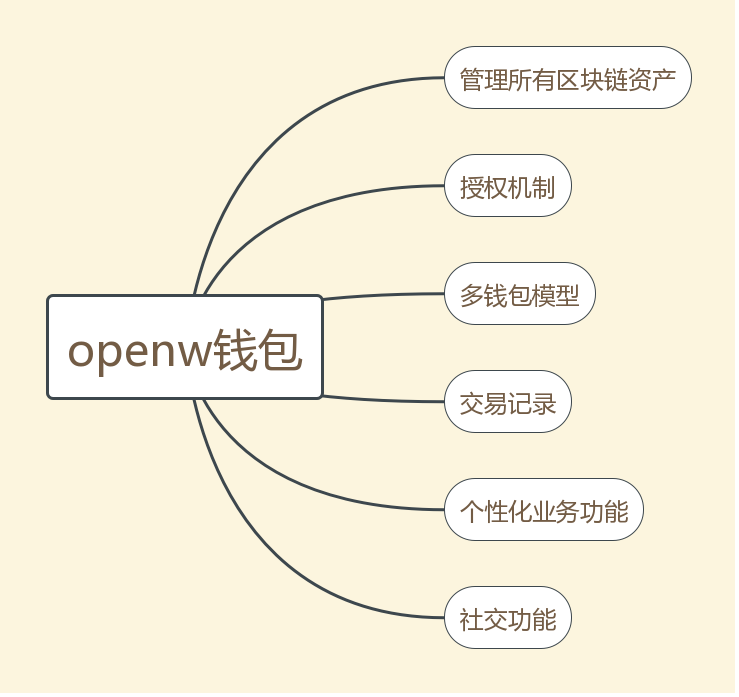 管理所有区块链资产
授权机制
多钱包模型
openw钱包
交易记录
个性化业务功能
社交功能